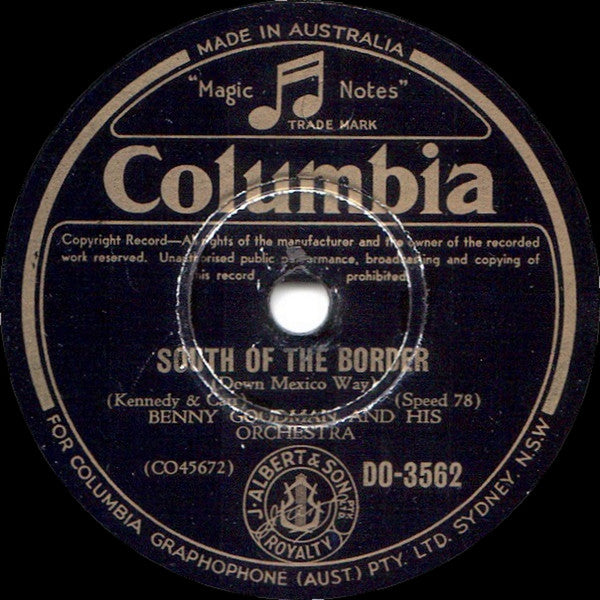 MADE IN AUSTRALIA
"Magic Notes"
TRADE MARK
Columbia
Copyright Record—All rights of the manufacturer and the owner of the recorded
work reserved. Unauthorised public performance, broadcasting and copying of
this record prohibited
SOUTH OF THE BORDER
(Down Mexico Way)
(Kennedy & Carr) (Speed 78)
BENNY GOODMAN AND HIS
ORCHESTRA
(CO45672) DO-3562
J. ALBERT & SON PTY LTD
ROYALTY
FOR COLUMBIA GRAPHOPHONE (AUST.) PTY. LTD. SYDNEY. N.S.W